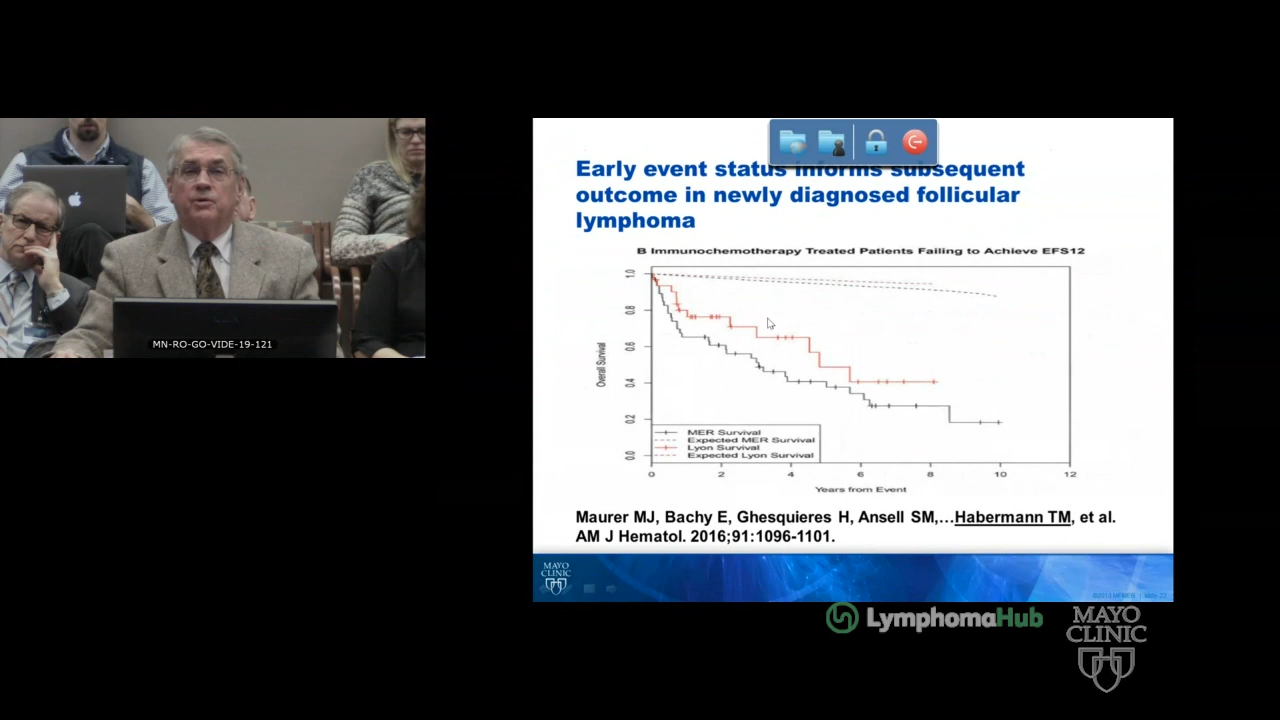 MN-RO-GO-VIDE-19-121
Early event status informs subsequent
outcome in newly diagnosed follicular
lymphoma
B Immunochemotherapy Treated Patients Failing to Achieve EFS12
Overall Survival
1.0
0.8
0.6
0.4
0.2
0.0
MER Survival
Expected MER Survival
Lyon Survival
Expected Lyon Survival
0 2 4 6 8 10 12
Years from Event
Maurer MJ, Bachy E, Ghesquieres H, Ansell SM,…Habermann TM, et al.
AM J Hematol. 2016;91:1096-1101.
MAYO
CLINIC
LymphomaHub
MAYO
CLINIC